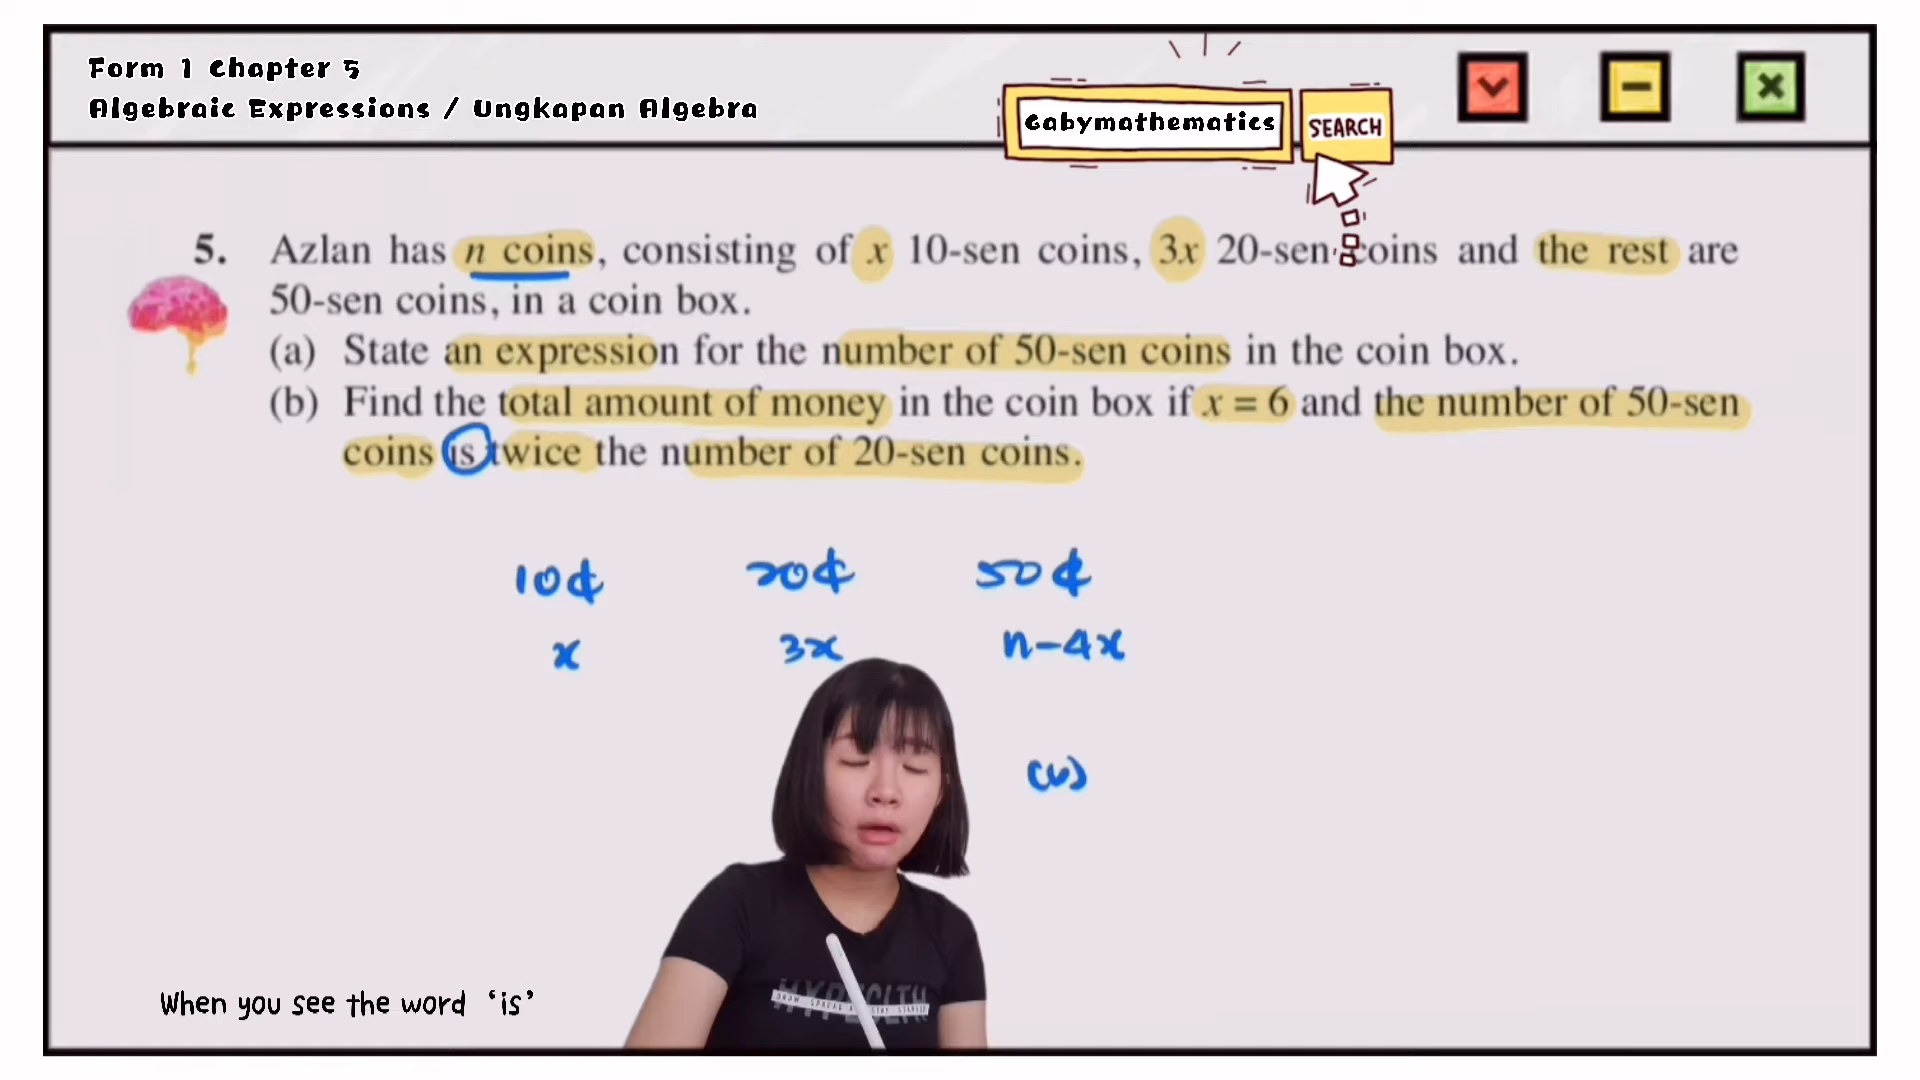 Form 1 Chapter 5
Algebraic Expressions / Ungkapan Algebra
Gabymathematics
SEARCH
5. Azlan has n coins, consisting of x 10-sen coins, 3x 20-sen coins and the rest are
50-sen coins, in a coin box.
(a) State an expression for the number of 50-sen coins in the coin box.
(b) Find the total amount of money in the coin box if x = 6 and the number of 50-sen
coins is twice the number of 20-sen coins.
10¢ 20¢ 50¢
x 3x n-4x
(b)
When you see the word 'is'